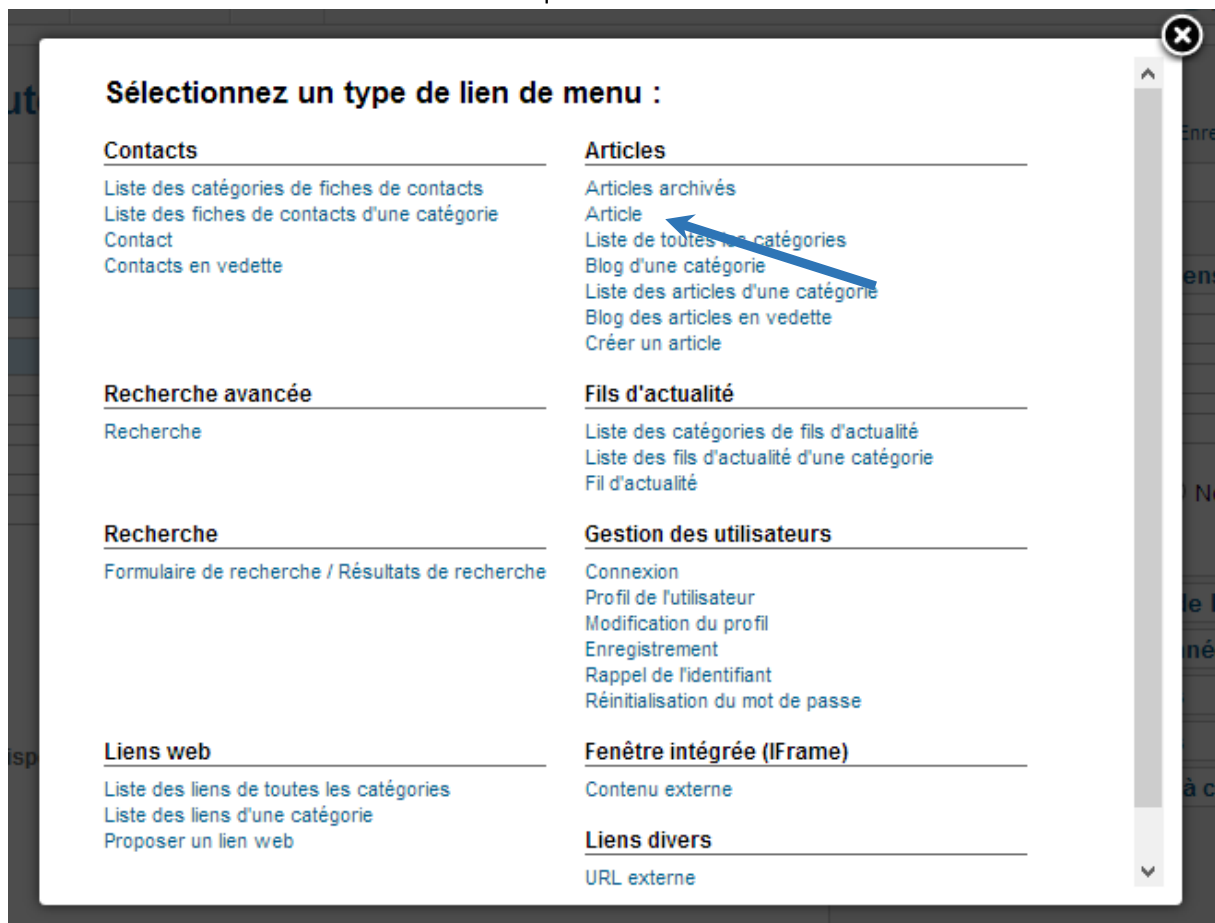 Sélectionnez un type de lien de menu :
Contacts
Liste des catégories de fiches de contacts
Liste des fiches de contacts d'une catégorie
Contact
Contacts en vedette
Articles
Articles archivés
Article
Liste de toutes les catégories
Blog d'une catégorie
Liste des articles d'une catégorie
Blog des articles en vedette
Créer un article
Recherche avancée
Recherche
Fils d'actualité
Liste des catégories de fils d'actualité
Liste des fils d'actualité d'une catégorie
Fil d'actualité
Recherche
Formulaire de recherche / Résultats de recherche
Gestion des utilisateurs
Connexion
Profil de l'utilisateur
Modification du profil
Enregistrement
Rappel de l'identifiant
Réinitialisation du mot de passe
Liens web
Liste des liens de toutes les catégories
Liste des liens d'une catégorie
Proposer un lien web
Fenêtre intégrée (IFrame)
Contenu externe
Liens divers
URL externe